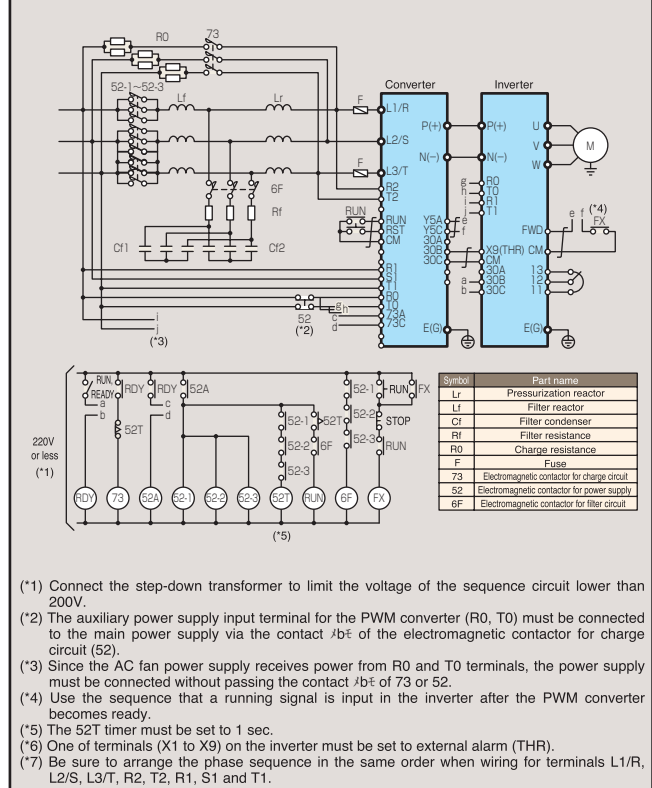 R0
73
52-1~52-3
Lf
Lr
F
F
6F
Rf
Cf1
Cf2
Converter
Inverter
L1/R
L2/S
L3/T
R2
T2
P(+)
N(−)
P(+)
N(−)
U
V
W
M
g
h
i
j
R0
T0
R1
T1
RUN
RUN
RST
CM
Y5A
Y5C
30A
30B
30C
e
f
FWD
X9(THR)
CM
CM
30A
30B
30C
a
b
13
12
11
e f
(*4)
FX
R1
S1
T1
R0
T0
73A
73C
g
h
c
d
52
(*2)
i
j
(*3)
E(G)
E(G)
220V
or less
(*1)
RUN,
READY
a
b
RDY
52T
RDY
c
d
52A
52-1
52-2
52-3
52T
6F
52-1
52-2
52-3
RUN
STOP
RUN
FX
RDY
73
52A
52-1
52-2
52-3
52T
RUN
6F
FX
(*5)
Symbol Part name
Lr Pressurization reactor
Lf Filter reactor
Cf Filter condenser
Rf Filter resistance
R0 Charge resistance
F Fuse
73 Electromagnetic contactor for charge circuit
52 Electromagnetic contactor for power supply
6F Electromagnetic contactor for filter circuit
(*1) Connect the step-down transformer to limit the voltage of the sequence circuit lower than
200V.
(*2) The auxiliary power supply input terminal for the PWM converter (R0, T0) must be connected
to the main power supply via the contact ﾒbﾓ of the electromagnetic contactor for charge
circuit (52).
(*3) Since the AC fan power supply receives power from R0 and T0 terminals, the power supply
must be connected without passing the contact ﾒbﾓ of 73 or 52.
(*4) Use the sequence that a running signal is input in the inverter after the PWM converter
becomes ready.
(*5) The 52T timer must be set to 1 sec.
(*6) One of terminals (X1 to X9) on the inverter must be set to external alarm (THR).
(*7) Be sure to arrange the phase sequence in the same order when wiring for terminals L1/R,
L2/S, L3/T, R2, T2, R1, S1 and T1.